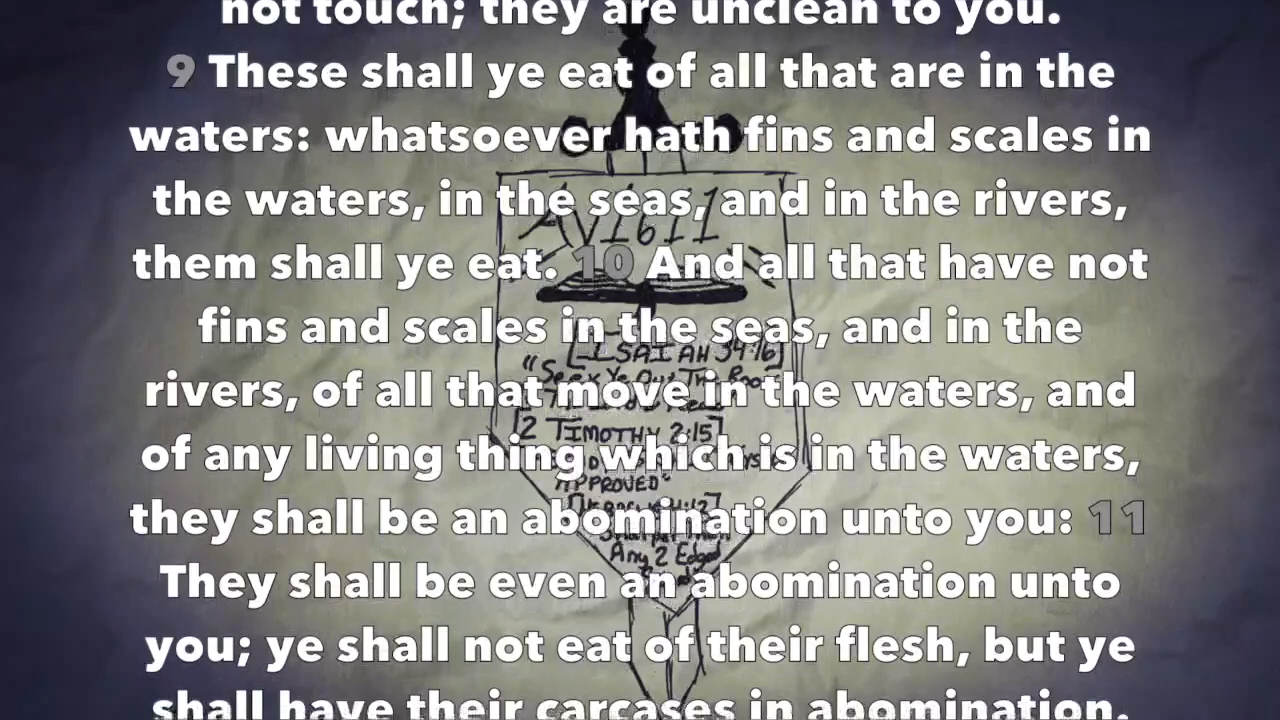 not touch; they are unclean to you.
9 These shall ye eat of all that are in the
waters: whatsoever hath fins and scales in
the waters, in the seas, and in the rivers,
them shall ye eat. 10 And all that have not
fins and scales in the seas, and in the
rivers, of all that move in the waters, and
of any living thing which is in the waters,
they shall be an abomination unto you: 11
They shall be even an abomination unto
you; ye shall not eat of their flesh, but ye
shall have their carcases in abomination.
AV1611
[ISAIAH 34:16]
[2 TIMOTHY 2:15]
APPROVED"
Any 2 Edged